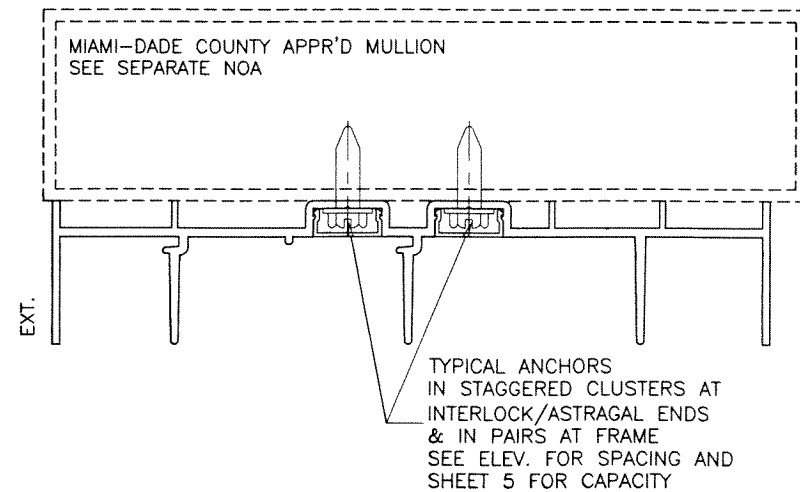 MIAMI-DADE COUNTY APPR'D MULLION
SEE SEPARATE NOA
EXT.
TYPICAL ANCHORS
IN STAGGERED CLUSTERS AT
INTERLOCK/ASTRAGAL ENDS
& IN PAIRS AT FRAME
SEE ELEV. FOR SPACING AND
SHEET 5 FOR CAPACITY